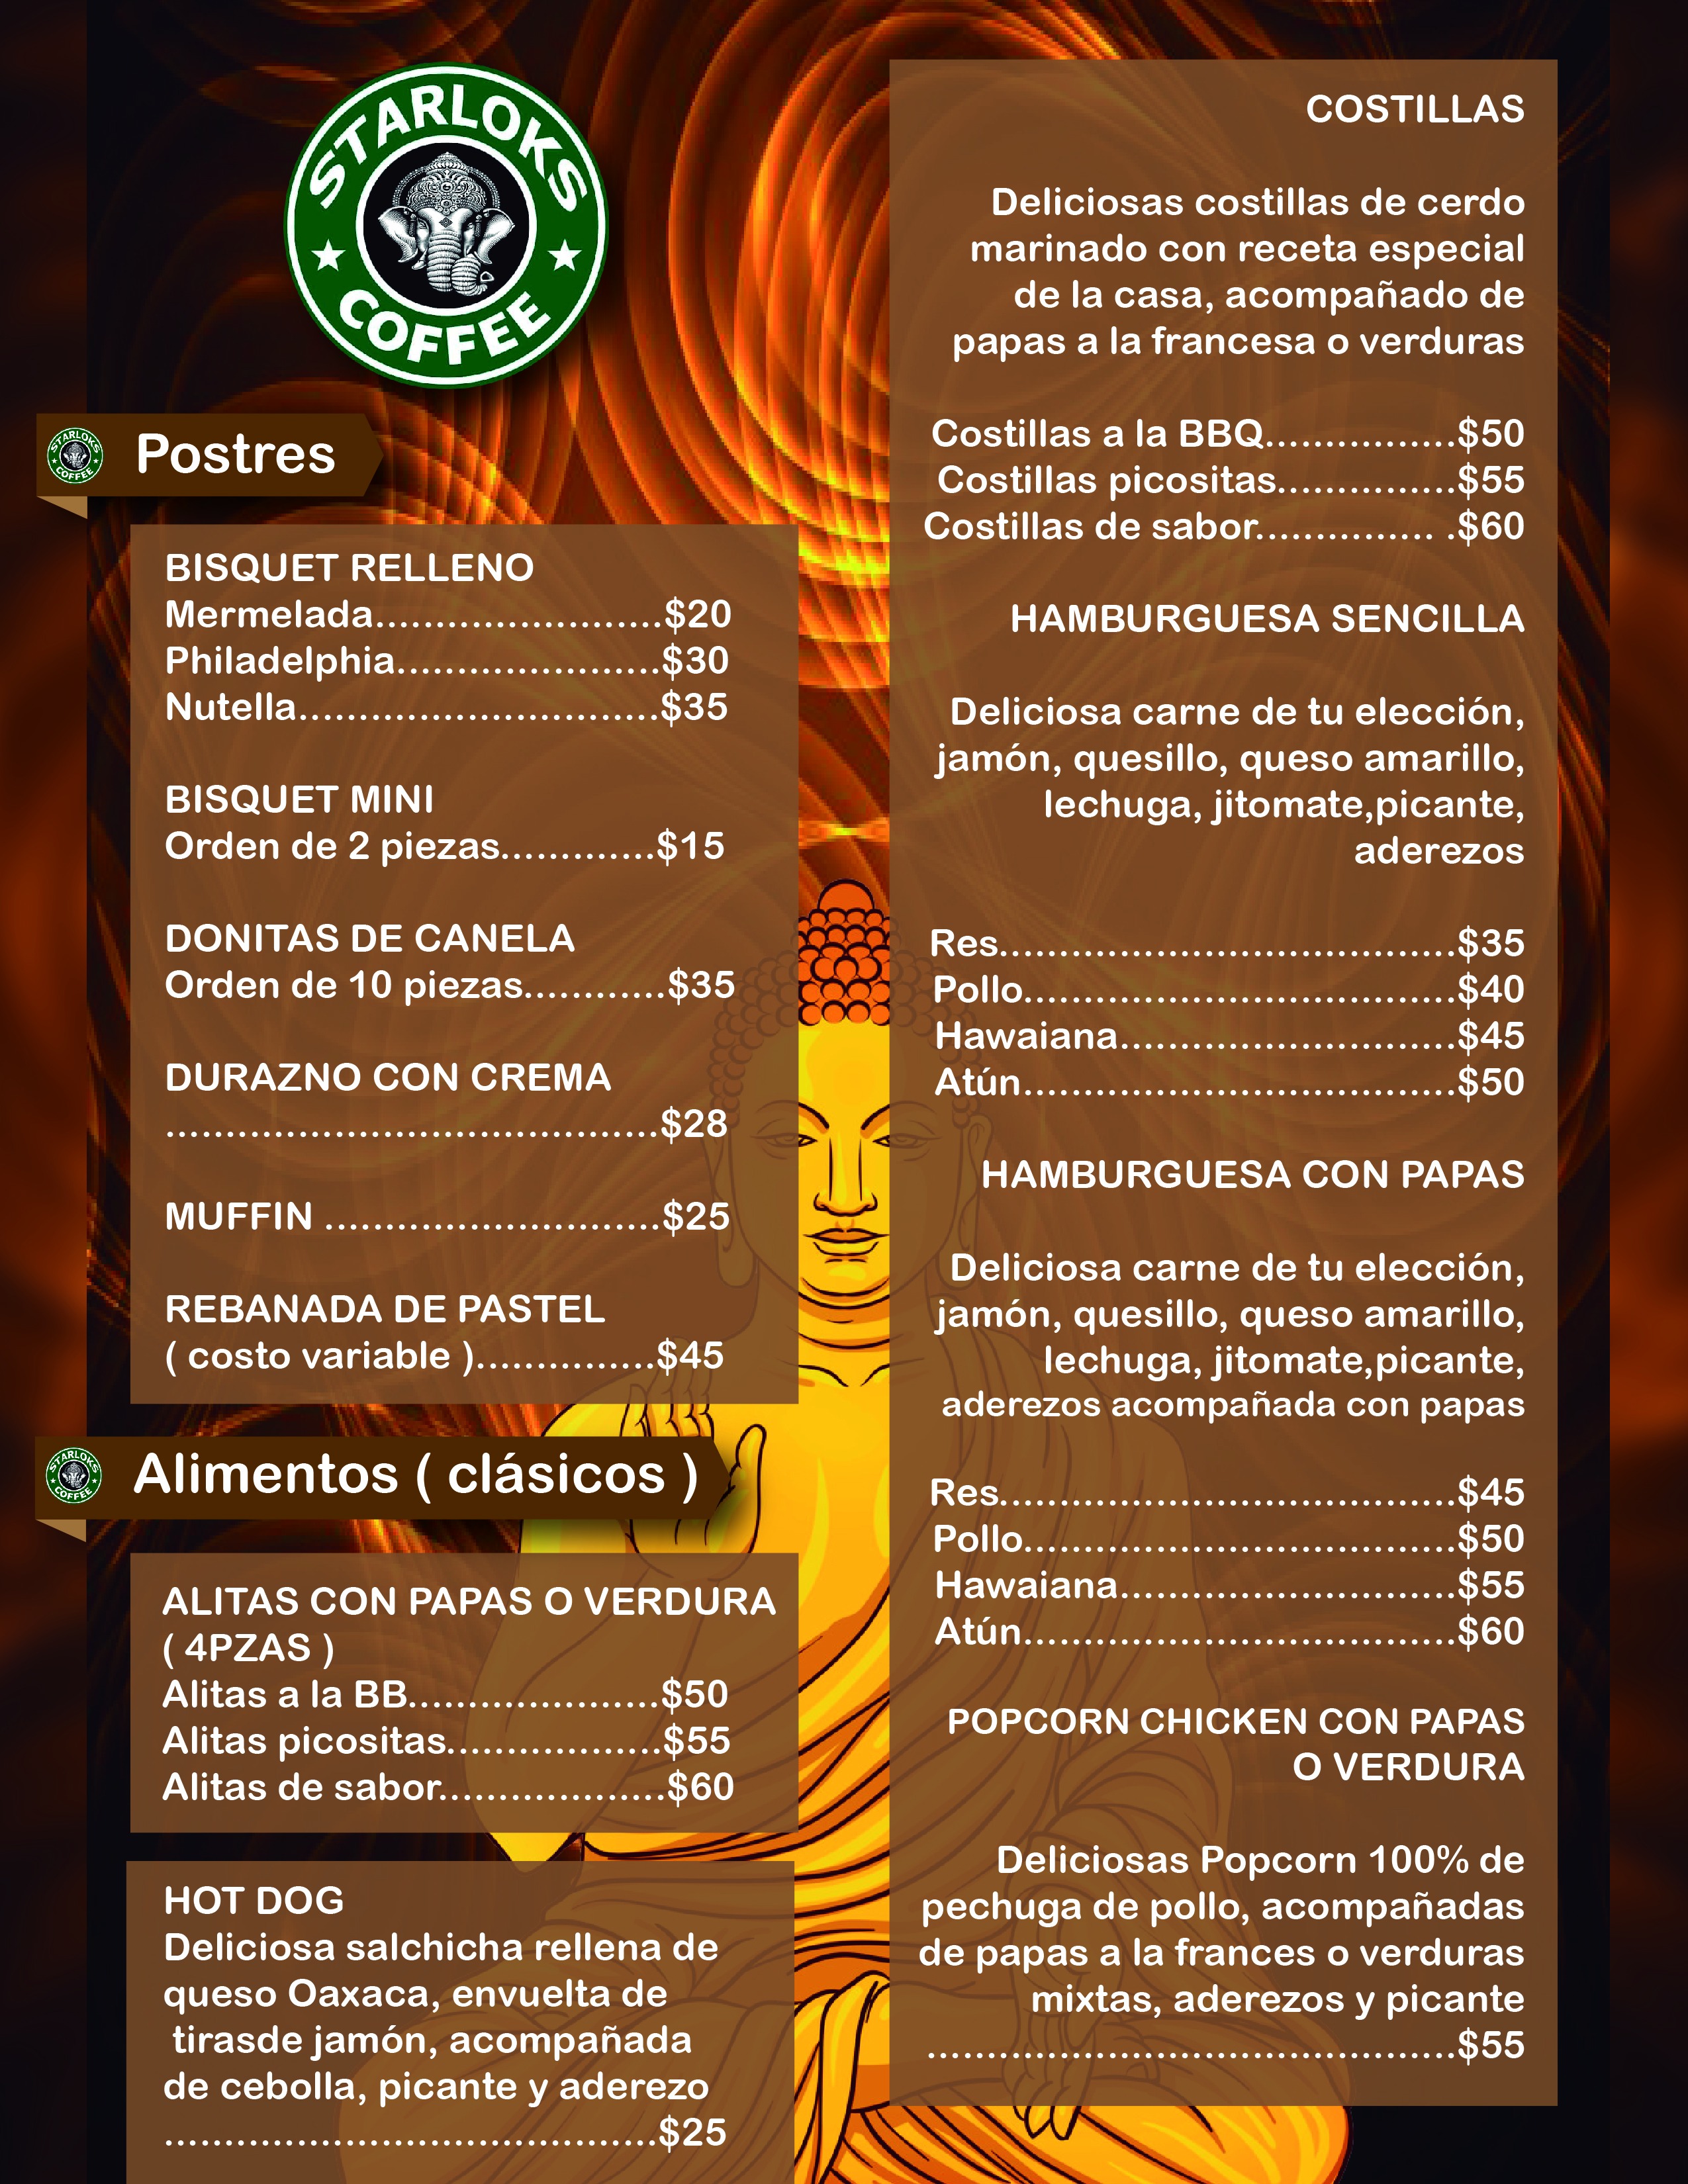 STARLOKS
COFFEE
STARLOKS
COFFEE
Postres
BISQUET RELLENO
Mermelada........................$20
Philadelphia......................$30
Nutella..............................$35
BISQUET MINI
Orden de 2 piezas.............$15
DONITAS DE CANELA
Orden de 10 piezas............$35
DURAZNO CON CREMA
.........................................$28
MUFFIN ............................$25
REBANADA DE PASTEL
( costo variable )...............$45
STARLOKS
COFFEE
Alimentos ( clásicos )
ALITAS CON PAPAS O VERDURA
( 4PZAS )
Alitas a la BB.....................$50
Alitas picositas..................$55
Alitas de sabor...................$60
HOT DOG
Deliciosa salchicha rellena de
queso Oaxaca, envuelta de
tirasde jamón, acompañada
de cebolla, picante y aderezo
.........................................$25
COSTILLAS
Deliciosas costillas de cerdo
marinado con receta especial
de la casa, acompañado de
papas a la francesa o verduras
Costillas a la BBQ................$50
Costillas picositas...............$55
Costillas de sabor............... .$60
HAMBURGUESA SENCILLA
Deliciosa carne de tu elección,
jamón, quesillo, queso amarillo,
lechuga, jitomate,picante,
aderezos
Res......................................$35
Pollo....................................$40
Hawaiana............................$45
Atún....................................$50
HAMBURGUESA CON PAPAS
Deliciosa carne de tu elección,
jamón, quesillo, queso amarillo,
lechuga, jitomate,picante,
aderezos acompañada con papas
Res......................................$45
Pollo....................................$50
Hawaiana............................$55
Atún....................................$60
POPCORN CHICKEN CON PAPAS
O VERDURA
Deliciosas Popcorn 100% de
pechuga de pollo, acompañadas
de papas a la frances o verduras
mixtas, aderezos y picante
............................................$55